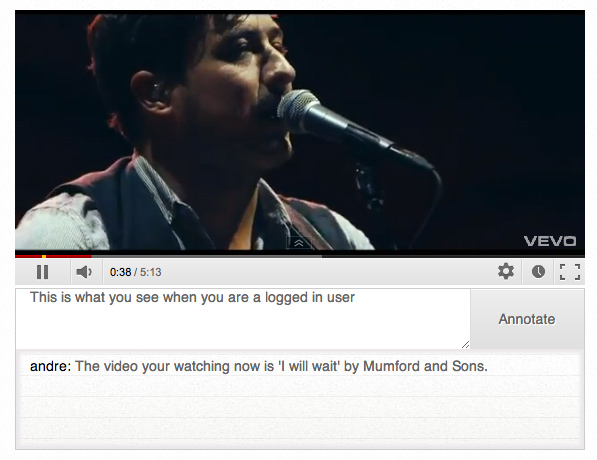 vevo
0:38 / 5:13
This is what you see when you are a logged in user
Annotate
andre: The video your watching now is 'I will wait' by Mumford and Sons.